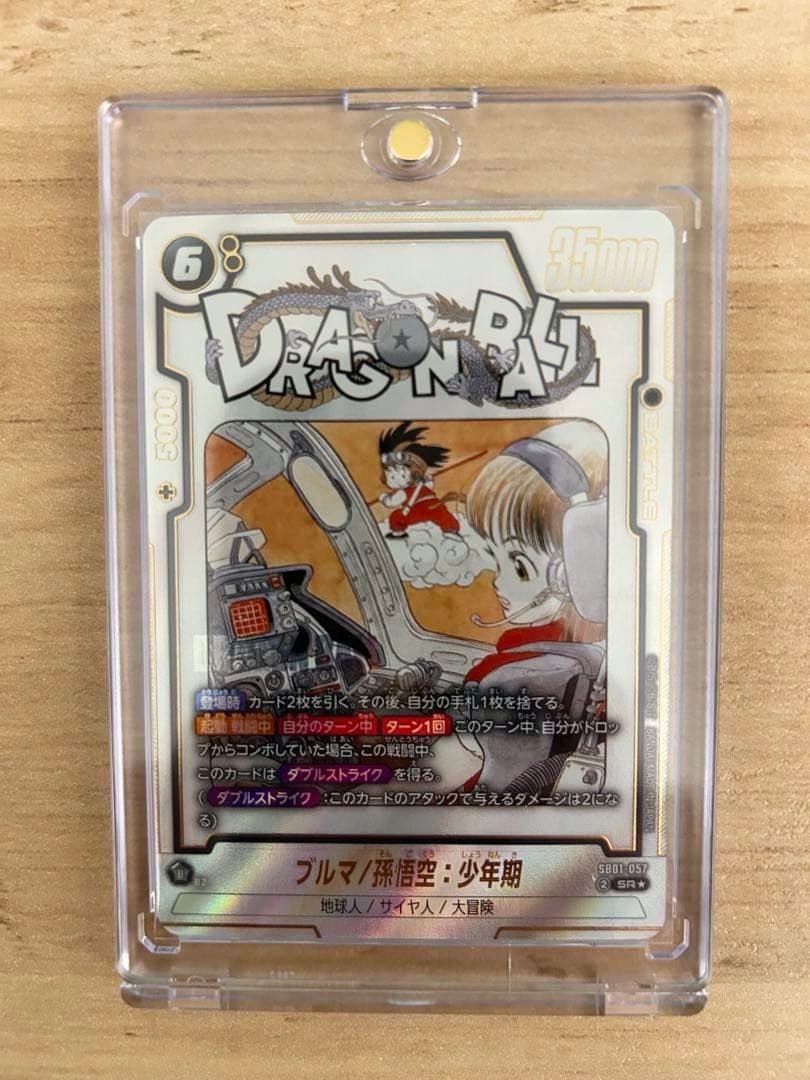 6
35000
DRAGON BALL
+5000
BATTLE
登場時 カード2枚を引く。その後、自分の手札1枚を捨てる。
起動 戦闘中 自分のターン中 ターン1回 このターン中、自分がドロッ
プからコンボしていた場合、この戦闘中、
このカードは ダブルストライク を得る。
( ダブルストライク :このカードのアタックで与えるダメージは2にな
る)
ブルマ/孫悟空:少年期
SB01-057
2 SR★
地球人 / サイヤ人 / 大冒険